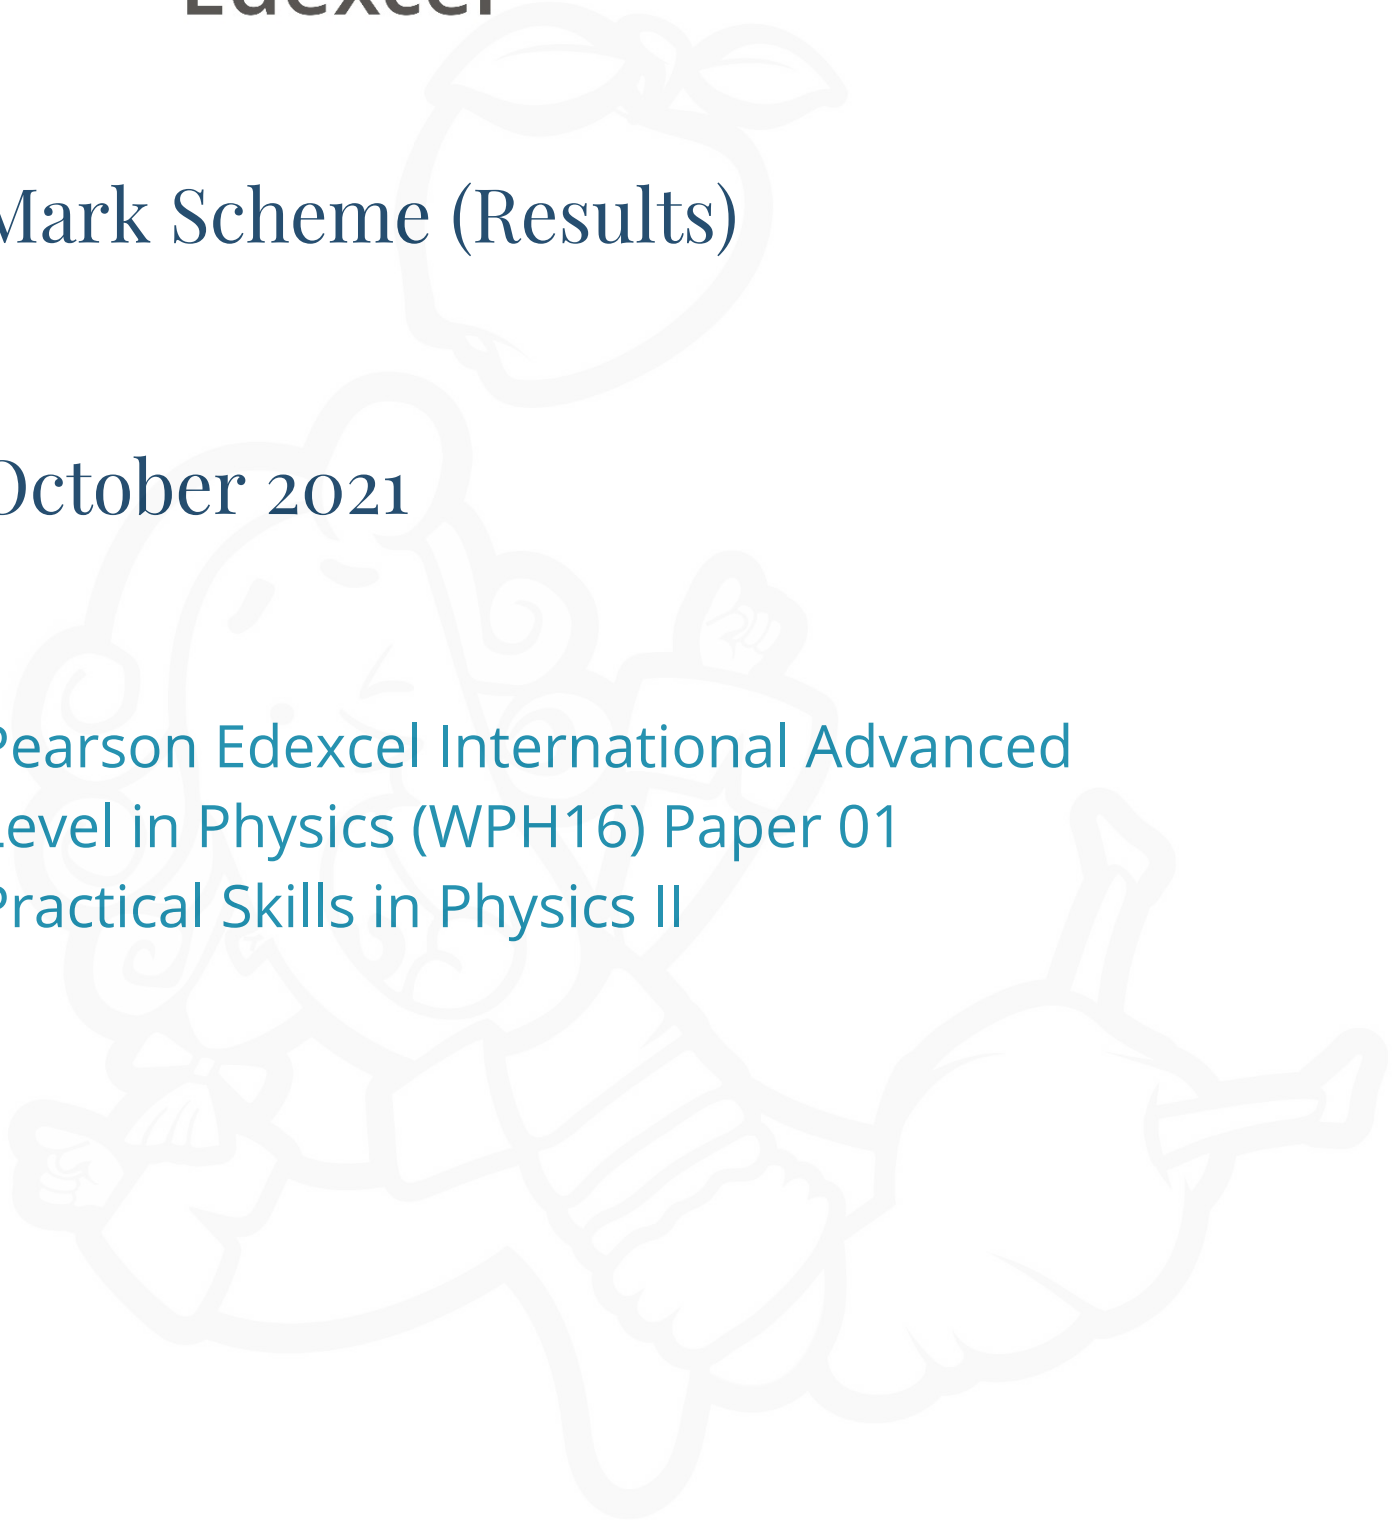 Edexcel
Mark Scheme (Results)
October 2021
Pearson Edexcel International Advanced
Level in Physics (WPH16) Paper 01
Practical Skills in Physics II